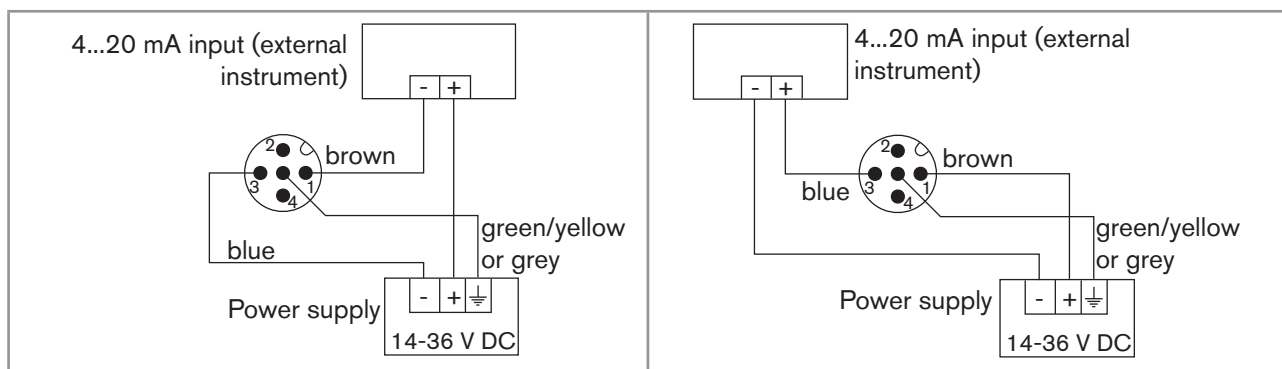 4...20 mA input (external
instrument)
- +
2
brown
3
1
4
blue
green/yellow
or grey
Power supply
- +
14-36 V DC
4...20 mA input (external
instrument)
- +
2
brown
3
1
blue
4
green/yellow
or grey
Power supply
- +
14-36 V DC